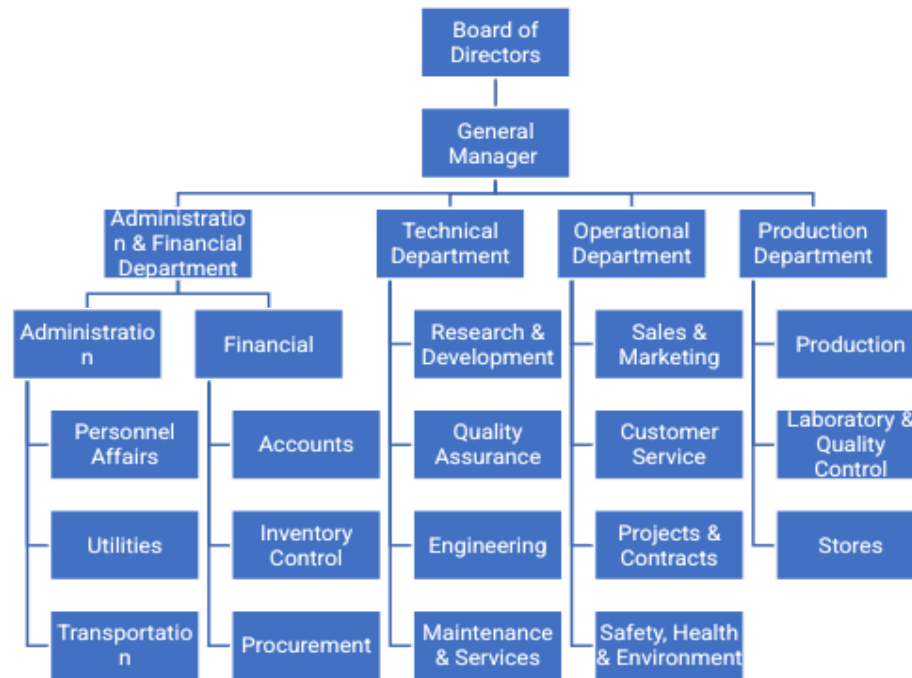 Board of
Directors
General
Manager
Administratio
n & Financial
Department
Technical
Department
Operational
Department
Production
Department
Administratio
n
Financial
Research &
Development
Sales &
Marketing
Production
Personnel
Affairs
Accounts
Quality
Assurance
Customer
Service
Laboratory &
Quality
Control
Utilities
Inventory
Control
Engineering
Projects &
Contracts
Stores
Transportatio
n
Procurement
Maintenance
& Services
Safety, Health
& Environment